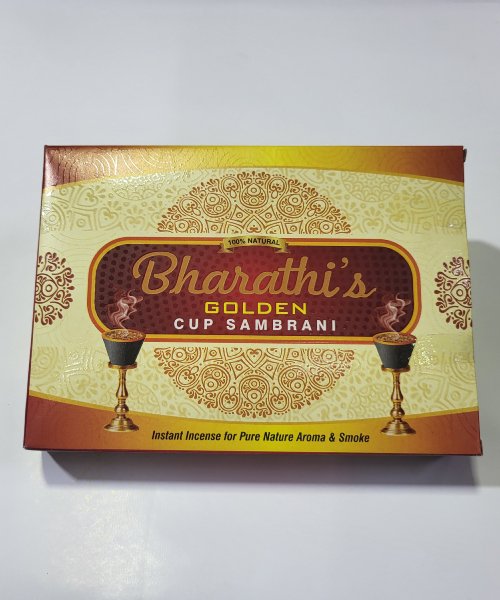 100% NATURAL
Bharathi's
GOLDEN
CUP SAMBRANI
Instant Incense for Pure Nature Aroma & Smoke